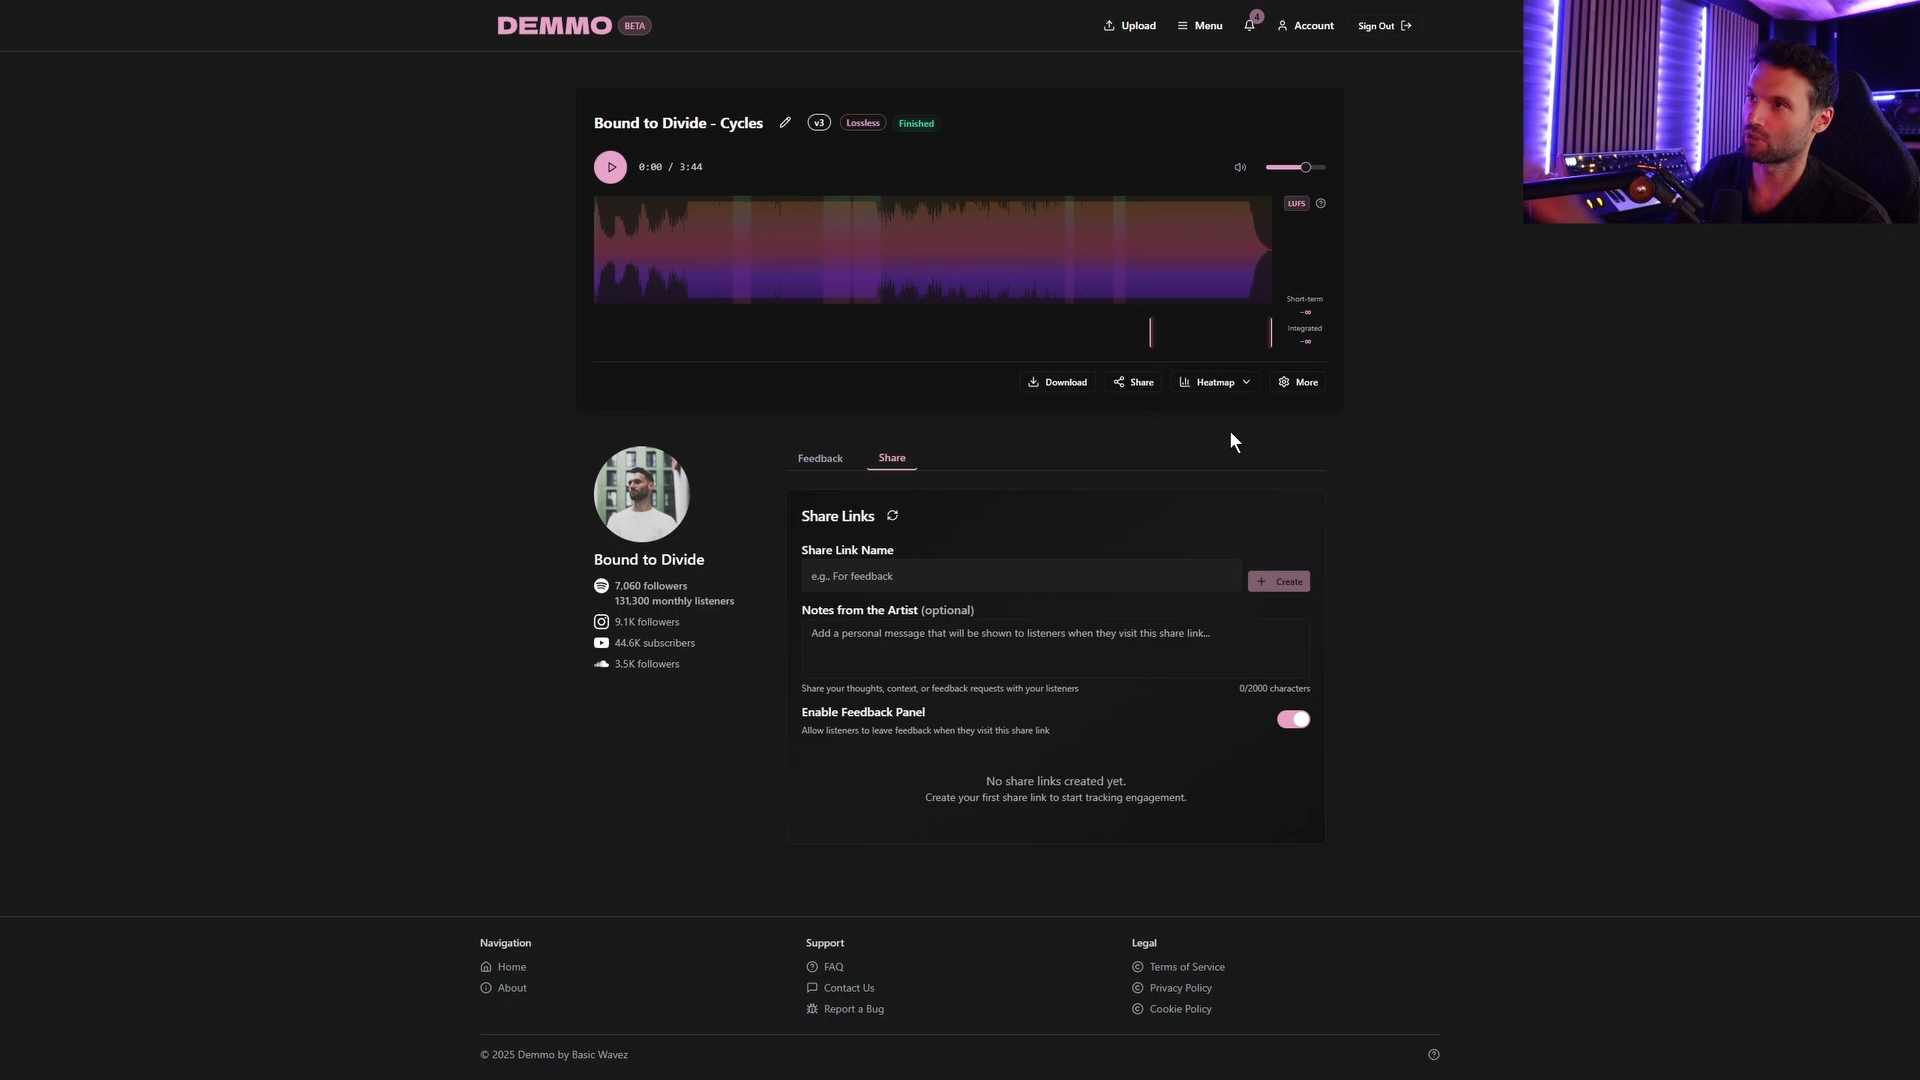 DEMMO BETA
Upload Menu 4 Account Sign Out
Bound to Divide - Cycles v3 Lossless Finished
0:00 / 3:44
LUFS
Short-term
-∞
Integrated
-∞
Download Share Heatmap More
Feedback Share
Bound to Divide
7,060 followers
131,300 monthly listeners
9.1K followers
44.6K subscribers
3.5K followers
Share Links
Share Link Name
e.g., For feedback
+ Create
Notes from the Artist (optional)
Add a personal message that will be shown to listeners when they visit this share link...
Share your thoughts, context, or feedback requests with your listeners 0/2000 characters
Enable Feedback Panel
Allow listeners to leave feedback when they visit this share link
No share links created yet.
Create your first share link to start tracking engagement.
Navigation
Home
About
Support
FAQ
Contact Us
Report a Bug
Legal
Terms of Service
Privacy Policy
Cookie Policy
© 2025 Demmo by Basic Wavez